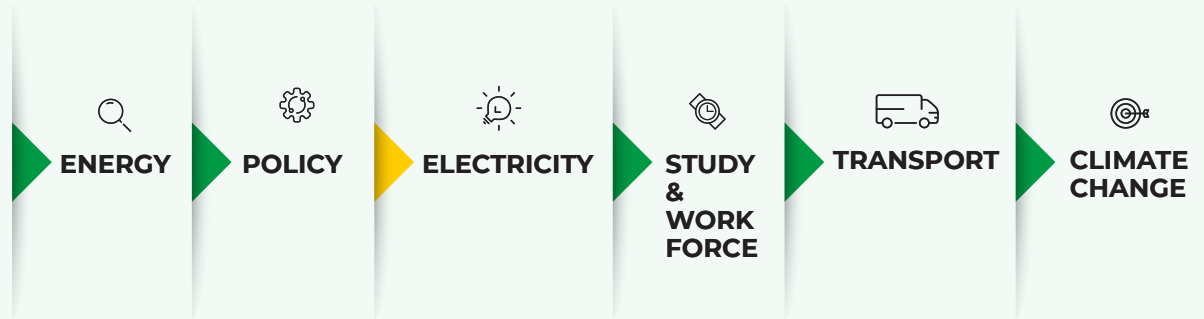 ENERGY
POLICY
ELECTRICITY
STUDY
&
WORK
FORCE
TRANSPORT
CLIMATE
CHANGE